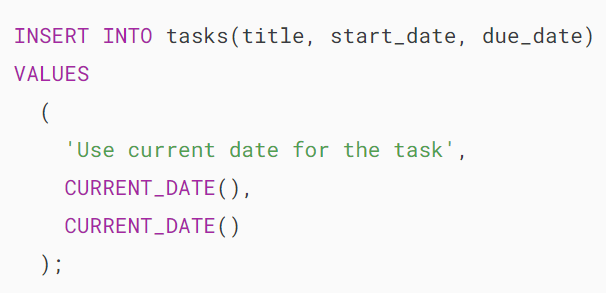 INSERT INTO tasks(title, start_date, due_date)
VALUES
(
'Use current date for the task',
CURRENT_DATE(),
CURRENT_DATE()
);